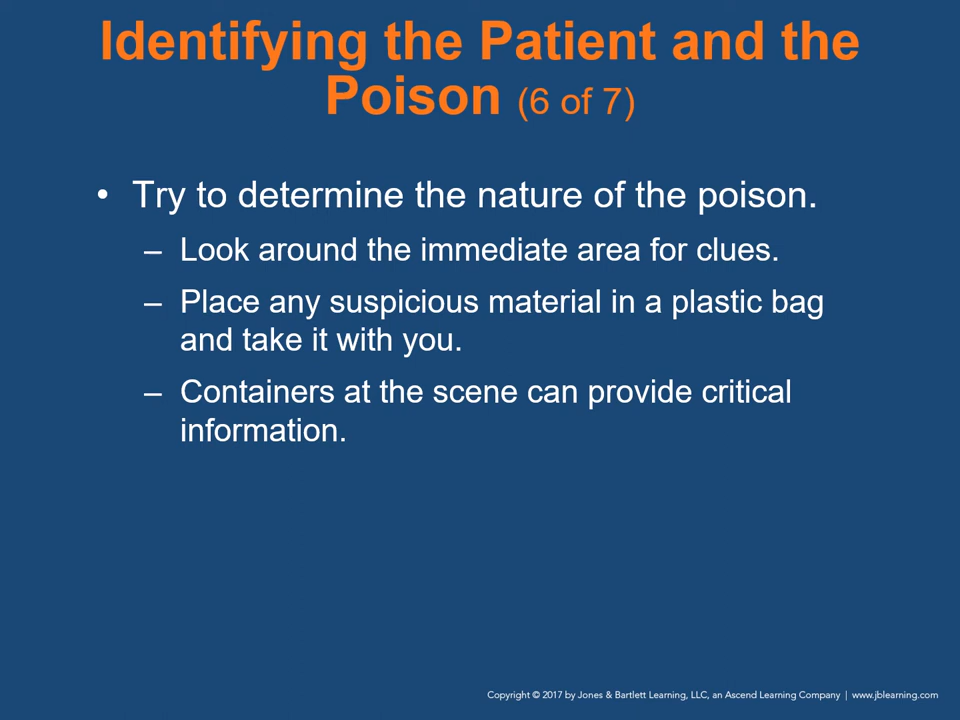 Identifying the Patient and the
Poison (6 of 7)
• Try to determine the nature of the poison.
– Look around the immediate area for clues.
– Place any suspicious material in a plastic bag
and take it with you.
– Containers at the scene can provide critical
information.
Copyright © 2017 by Jones & Bartlett Learning, LLC, an Ascend Learning Company | www.jblearning.com